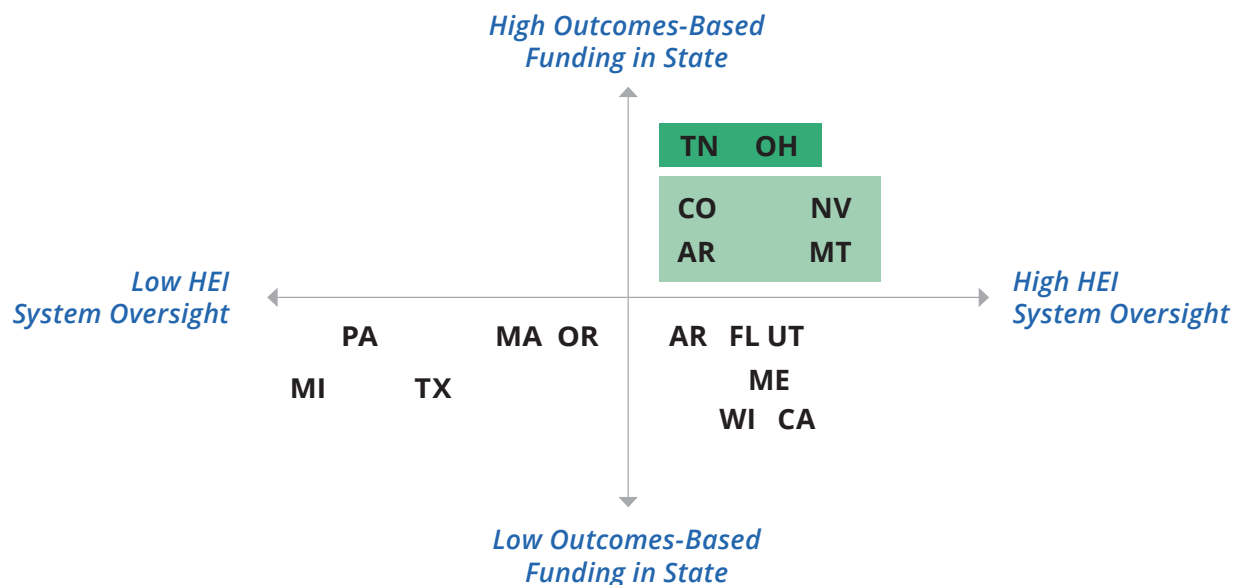 High Outcomes-Based
Funding in State
TN OH
CO NV
AR MT
Low HEI
System Oversight
High HEI
System Oversight
PA MA OR AR FL UT
MI TX ME
WI CA
Low Outcomes-Based
Funding in State